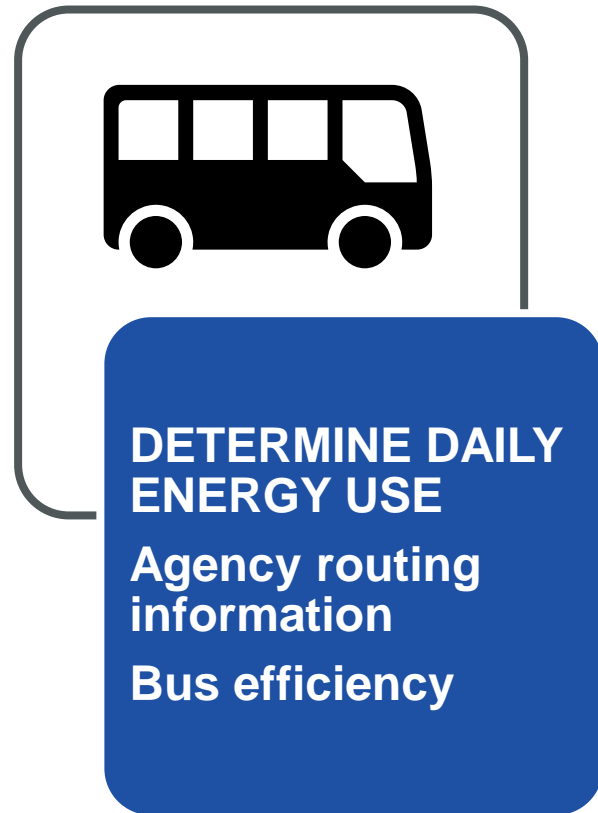 DETERMINE DAILY
ENERGY USE
Agency routing
information
Bus efficiency